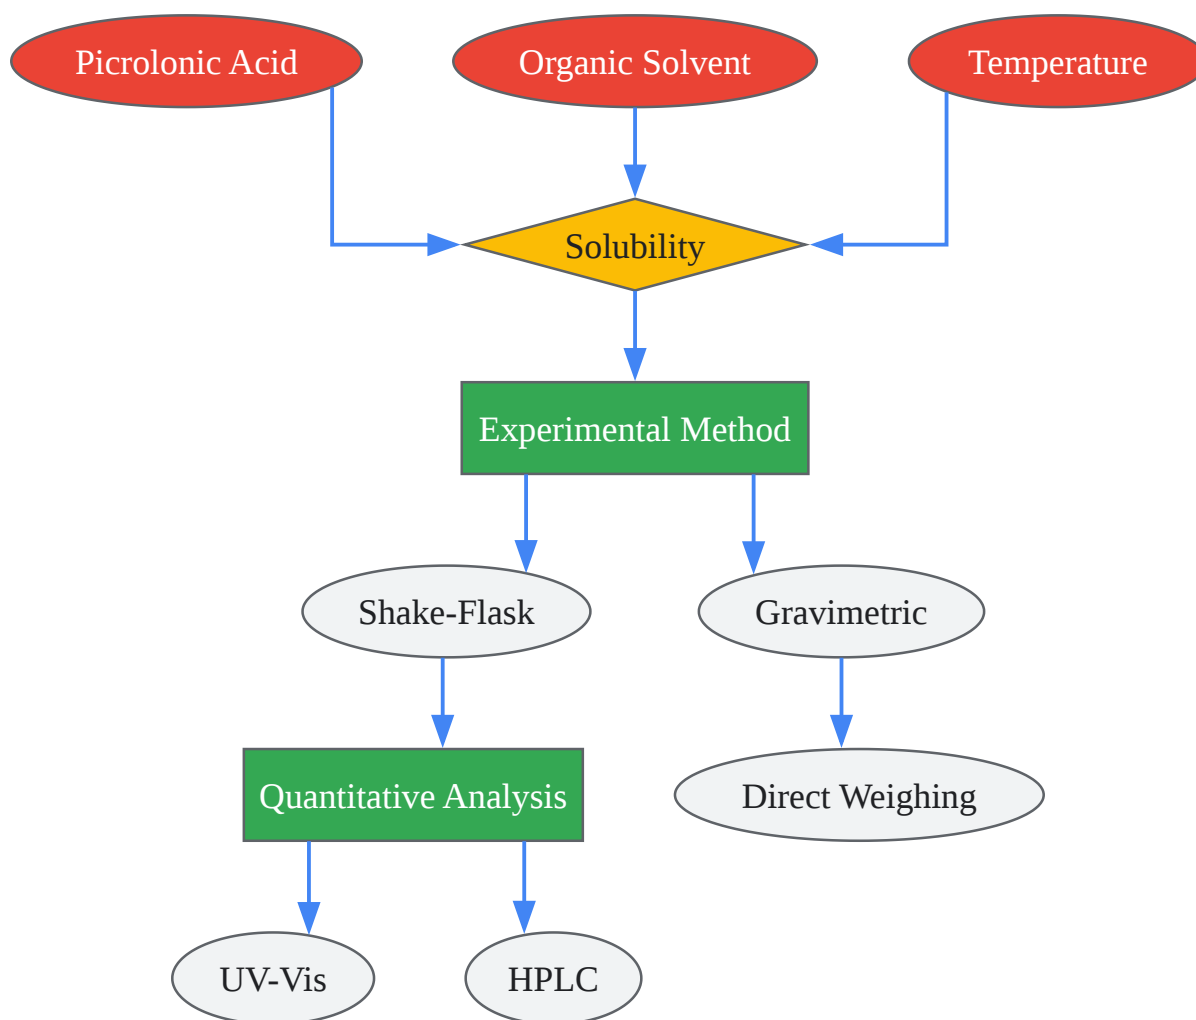 Picrolonic Acid
Organic Solvent
Temperature
Solubility
Experimental Method
Shake-Flask
Gravimetric
Quantitative Analysis
Direct Weighing
UV-Vis
HPLC